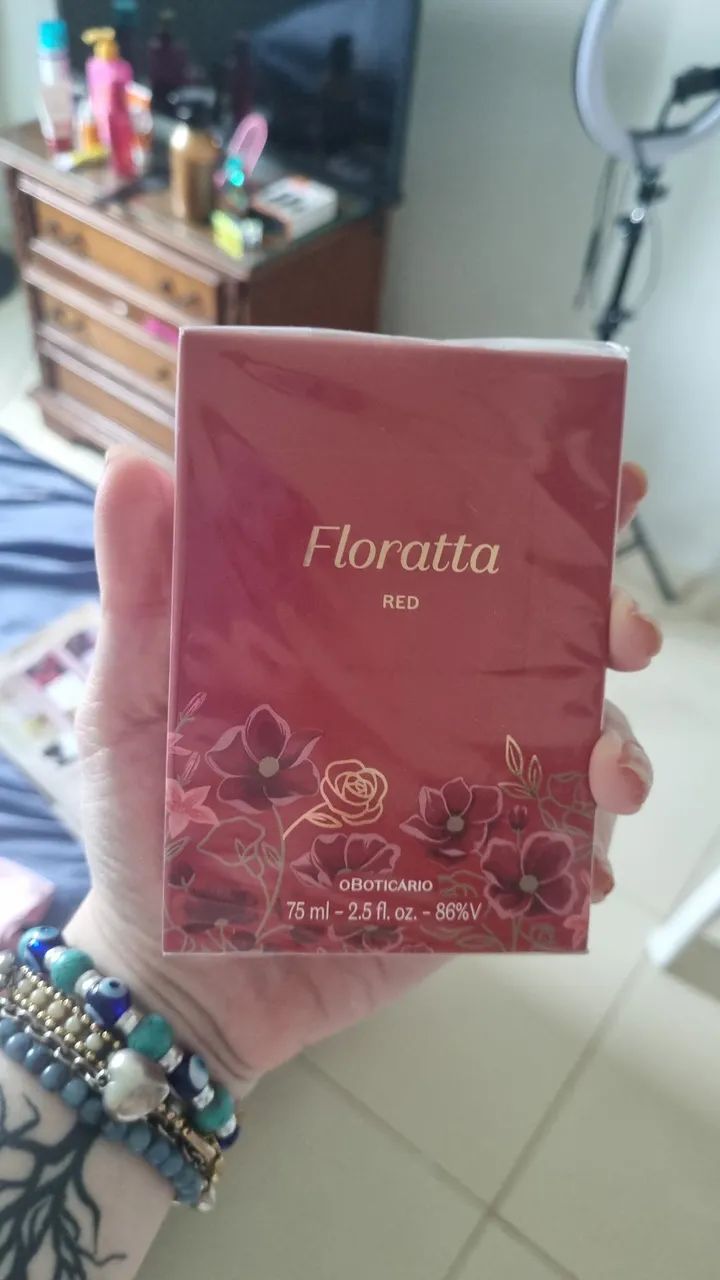 Floratta
RED
oBOTICÁRIO
75 ml – 2.5 fl. oz. – 86%V